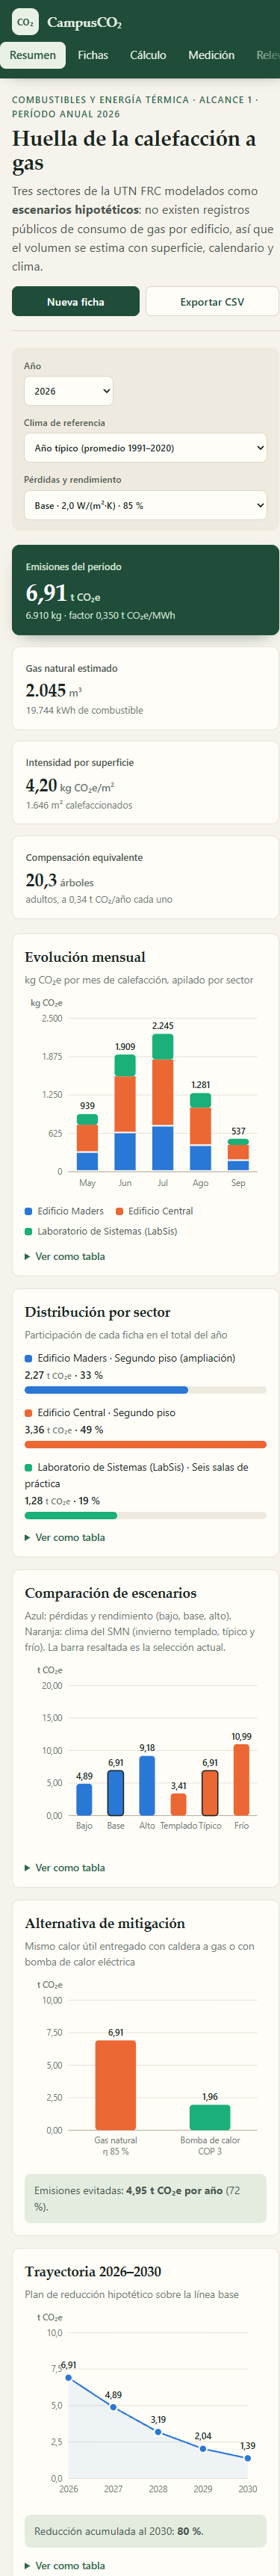 CO₂ CampusCO₂
Resumen Fichas Cálculo Medición Relev
COMBUSTIBLES Y ENERGÍA TÉRMICA · ALCANCE 1 ·
PERÍODO ANUAL 2026
Huella de la calefacción a
gas
Tres sectores de la UTN FRC modelados como
escenarios hipotéticos: no existen registros
públicos de consumo de gas por edificio, así que
el volumen se estima con superficie, calendario y
clima.
Nueva ficha Exportar CSV
Año
2026
Clima de referencia
Año típico (promedio 1991–2020)
Pérdidas y rendimiento
Base · 2,0 W/(m²·K) · 85 %
Emisiones del período
6,91 t CO₂e
6.910 kg · factor 0,350 t CO₂e/MWh
Gas natural estimado
2.045 m³
19.744 kWh de combustible
Intensidad por superficie
4,20 kg CO₂e/m²
1.646 m² calefaccionados
Compensación equivalente
20,3 árboles
adultos, a 0,34 t CO₂/año cada uno
Evolución mensual
kg CO₂e por mes de calefacción, apilado por sector
kg CO₂e
2.500
1.875
1.250
625
0
939 1.909 2.245 1.281 537
May Jun Jul Ago Sep
Edificio Maders Edificio Central
Laboratorio de Sistemas (LabSis)
▶ Ver como tabla
Distribución por sector
Participación de cada ficha en el total del año
Edificio Maders · Segundo piso (ampliación)
2,27 t CO₂e · 33 %
Edificio Central · Segundo piso
3,36 t CO₂e · 49 %
Laboratorio de Sistemas (LabSis) · Seis salas de
práctica
1,28 t CO₂e · 19 %
▶ Ver como tabla
Comparación de escenarios
Azul: pérdidas y rendimiento (bajo, base, alto).
Naranja: clima del SMN (invierno templado, típico y
frío). La barra resaltada es la selección actual.
t CO₂e
20,00
15,00
10,00
5,00
0,00
4,89 6,91 9,18 3,41 6,91 10,99
Bajo Base Alto Templado Típico Frío
▶ Ver como tabla
Alternativa de mitigación
Mismo calor útil entregado con caldera a gas o con
bomba de calor eléctrica
t CO₂e
10,00
7,50
5,00
2,50
0,00
6,91 1,96
Gas natural Bomba de calor
η 85 % COP 3
Emisiones evitadas: 4,95 t CO₂e por año (72
%).
Trayectoria 2026–2030
Plan de reducción hipotético sobre la línea base
t CO₂e
10,0
7,5
5,0
2,5
0,0
6,91 4,89 3,19 2,04 1,39
2026 2027 2028 2029 2030
Reducción acumulada al 2030: 80 %.
▶ Ver como tabla